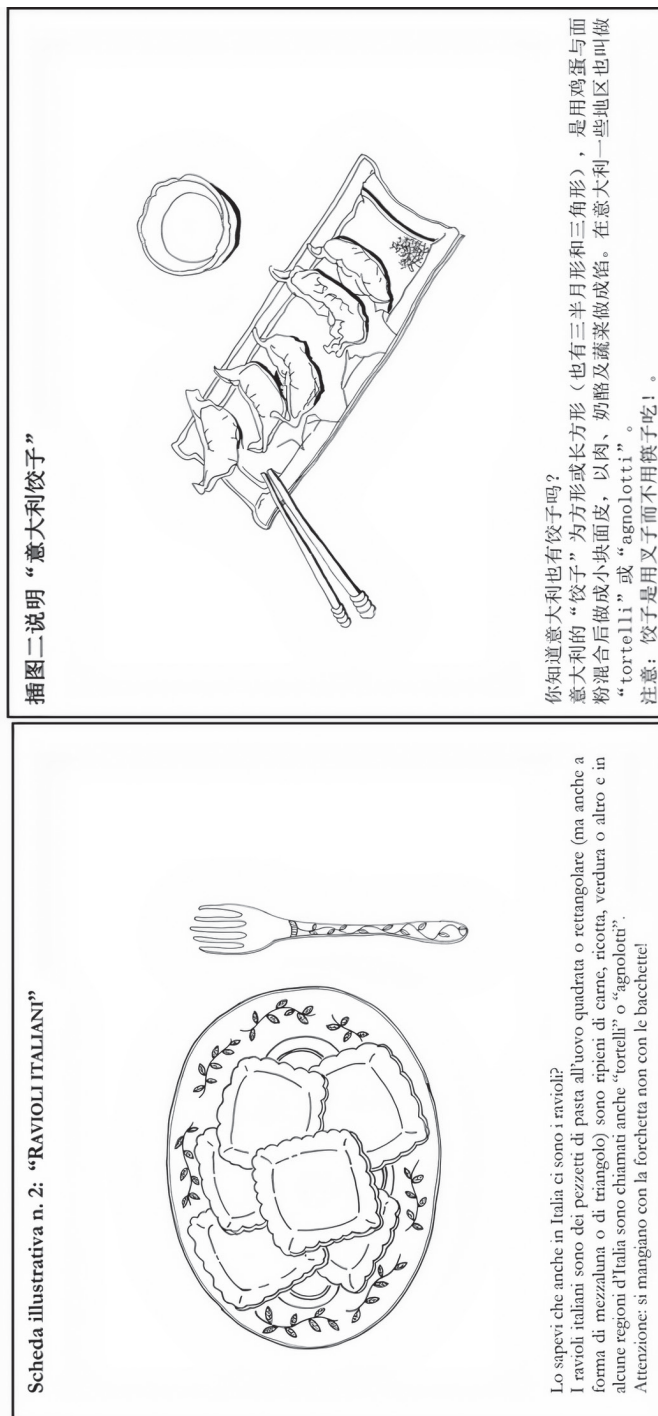 Scheda illustrativa n. 2: “RAVIOLI ITALIANI”
Lo sapevi che anche in Italia ci sono i ravioli?
I ravioli italiani sono dei pezzetti di pasta all’uovo quadrata o rettangolare (ma anche a
forma di mezzaluna o di triangolo) sono ripieni di carne, ricotta, verdura o altro e in
alcune regioni d’Italia sono chiamati anche “tortelli” o “agnolotti”.
Attenzione: si mangiano con la forchetta non con le bacchette!
插图二说明 “意大利饺子”
你知道意大利也有饺子吗?
意大利的“饺子”为方形或长方形（也有三半月形和三角形），是用鸡蛋与面
粉混合后做成小块面皮，以肉、奶酪及蔬菜做成馅。在意大利一些地区也叫做
“tortelli”或“agnolotti”。
注意：饺子是用叉子而不用筷子吃！。